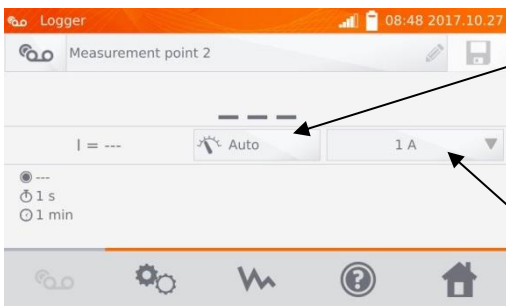 Logger 08:48 2017.10.27
Measurement point 2
---
I = --- Auto 1 A
---
1 s
1 min
?